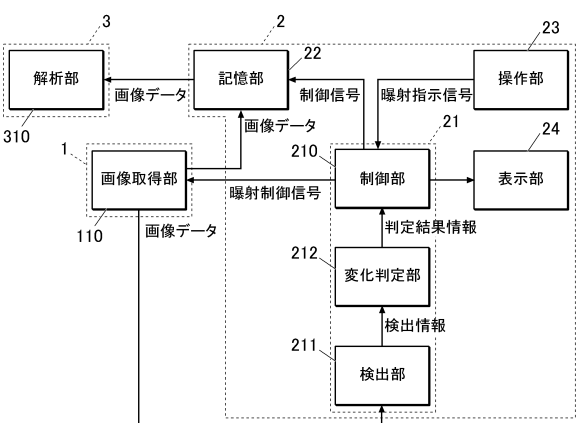 3
2
23
解析部
記憶部
22
操作部
画像データ
制御信号
曝射指示信号
310
画像データ
21
24
1
210
画像取得部
制御部
表示部
曝射制御信号
110
画像データ
判定結果情報
212
変化判定部
検出情報
211
検出部